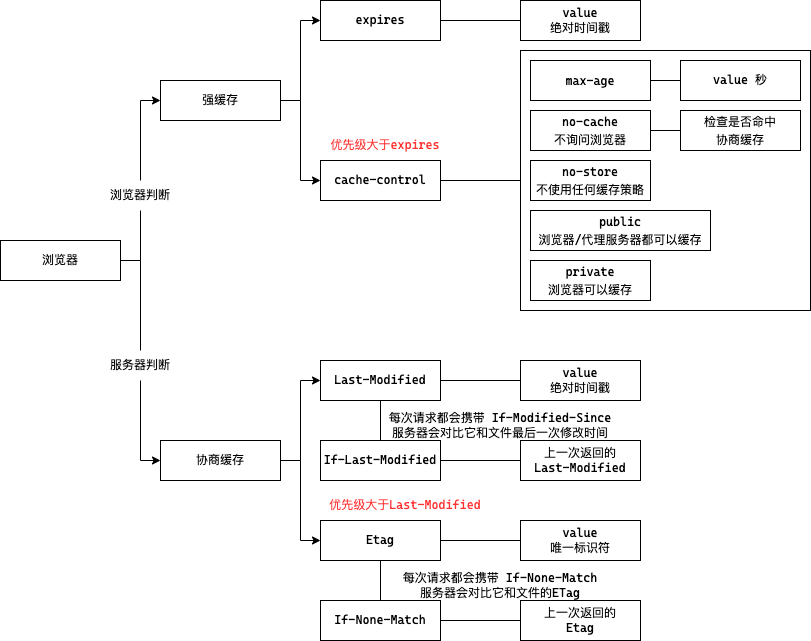 expires
value
绝对时间戳
强缓存
max-age
value 秒
no-cache
不询问浏览器
检查是否命中
协商缓存
优先级大于expires
cache-control
no-store
不使用任何缓存策略
浏览器判断
public
浏览器/代理服务器都可以缓存
浏览器
private
浏览器可以缓存
服务器判断
Last-Modified
value
绝对时间戳
每次请求都会携带 If-Modified-Since
服务器会对比它和文件最后一次修改时间
协商缓存
If-Last-Modified
上一次返回的
Last-Modified
优先级大于Last-Modified
Etag
value
唯一标识符
每次请求都会携带 If-None-Match
服务器会对比它和文件的ETag
If-None-Match
上一次返回的
Etag